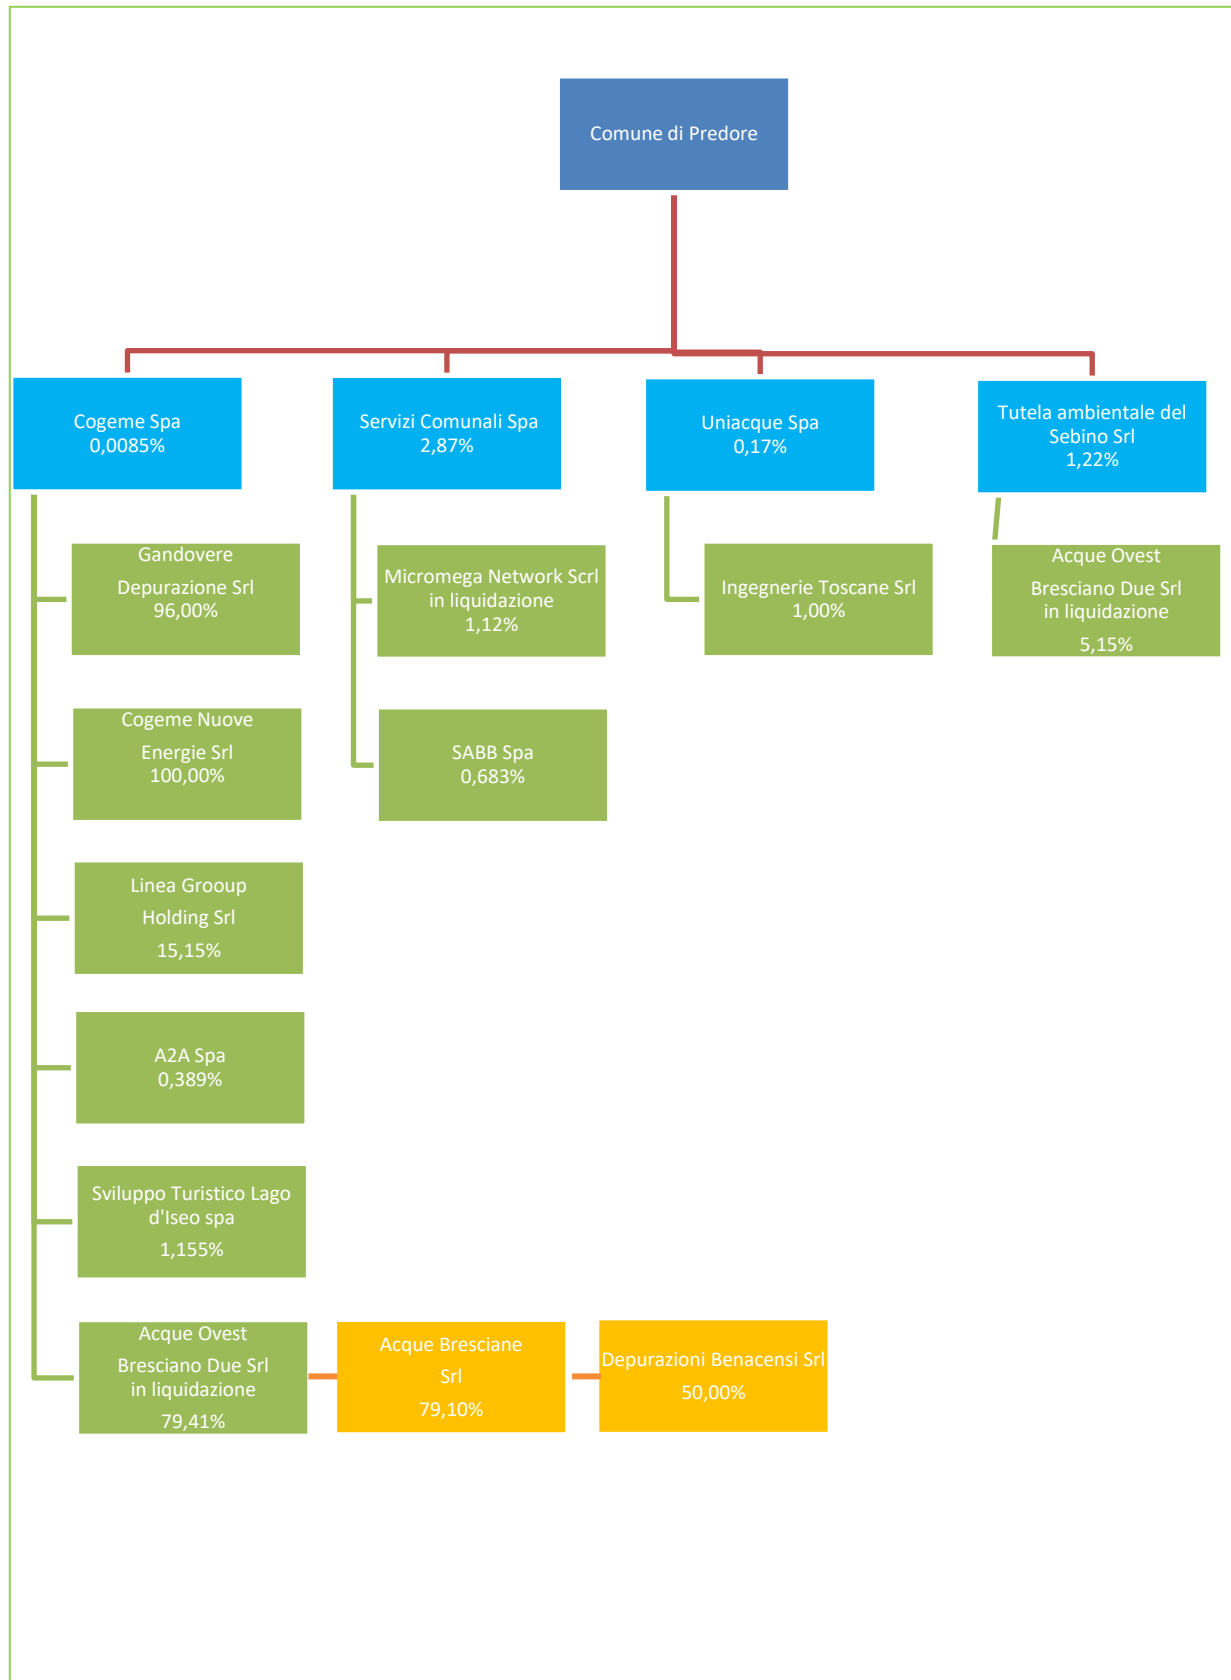 Comune di Predore
Cogeme Spa
0,0085%
Servizi Comunali Spa
2,87%
Uniacque Spa
0,17%
Tutela ambientale del
Sebino Srl
1,22%
Gandovere
Depurazione Srl
96,00%
Micromega Network Scrl
in liquidazione
1,12%
Ingegnerie Toscane Srl
1,00%
Acque Ovest
Bresciano Due Srl
in liquidazione
5,15%
Cogeme Nuove
Energie Srl
100,00%
SABB Spa
0,683%
Linea Grooup
Holding Srl
15,15%
A2A Spa
0,389%
Sviluppo Turistico Lago
d'Iseo spa
1,155%
Acque Ovest
Bresciano Due Srl
in liquidazione
79,41%
Acque Bresciane
Srl
79,10%
Depurazioni Benacensi Srl
50,00%